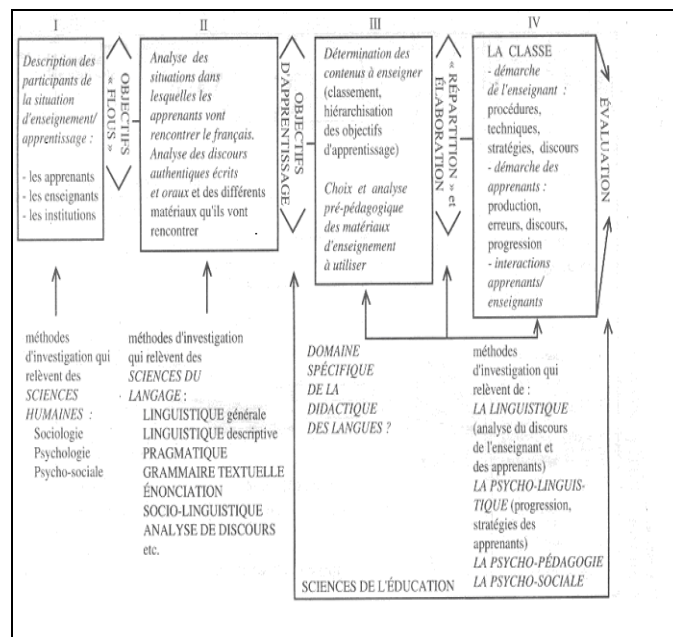 I
Description des
participants de
la situation
d'enseignement/
apprentissage :
- les apprenants
- les enseignants
- les institutions
OBJECTIFS
« FLOUS »
II
Analyse des
situations dans
lesquelles les
apprenants vont
rencontrer le français.
Analyse des discours
authentiques écrits
et oraux et des différents
matériaux qu'ils vont
rencontrer
OBJECTIFS
D'APPRENTISSAGE
III
Détermination des
contenus à enseigner
(classement,
hiérarchisation
des objectifs
d'apprentissage)
Choix et analyse
pré-pédagogique
des matériaux
d'enseignement
à utiliser
« RÉPARTITION » et
ÉLABORATION
IV
LA CLASSE
- démarche
de l'enseignant :
procédures,
techniques,
stratégies, discours
- démarche des
apprenants :
production,
erreurs, discours,
progression
- interactions
apprenants/
enseignants
ÉVALUATION
méthodes
d'investigation qui
relèvent des
SCIENCES
HUMAINES :
Sociologie
Psychologie
Psycho-sociale
méthodes d'investigation
qui relèvent des
SCIENCES DU
LANGAGE :
LINGUISTIQUE générale
LINGUISTIQUE descriptive
PRAGMATIQUE
GRAMMAIRE TEXTUELLE
ÉNONCIATION
SOCIO-LINGUISTIQUE
ANALYSE DE DISCOURS
etc.
DOMAINE
SPÉCIFIQUE
DE LA
DIDACTIQUE
DES LANGUES ?
méthodes
d'investigation qui
relèvent de :
LA LINGUISTIQUE
(analyse du discours
de l'enseignant et
des apprenants)
LA PSYCHO-LINGUIS-
TIQUE (progression,
stratégies des
apprenants)
LA PSYCHO-PÉDAGOGIE
LA PSYCHO-SOCIALE
SCIENCES DE L'ÉDUCATION